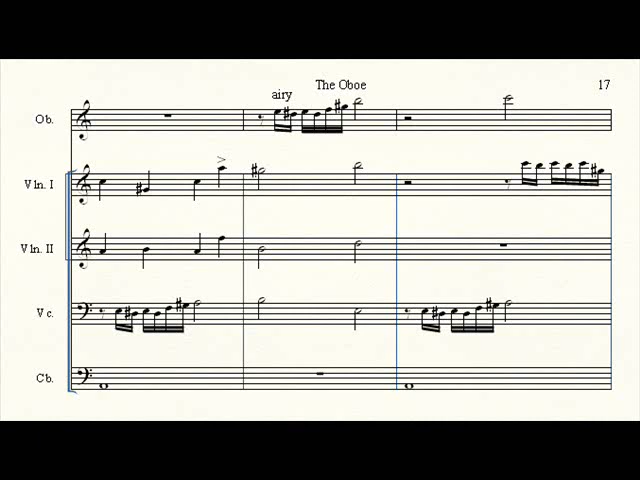 The Oboe
17
airy
Ob.
Vln. I
Vln. II
Vc.
Cb.